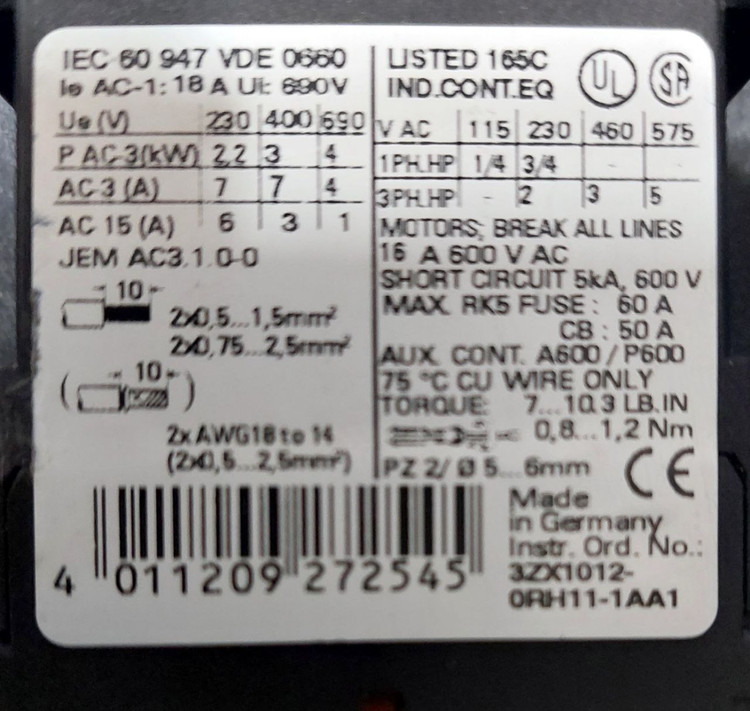 IEC 60 947 VDE 0660
Ie AC-1: 18 A Ui: 690V
Ue (V) 230 400 690
P AC-3(kW) 2,2 3 4
AC-3 (A) 7 7 4
AC 15 (A) 6 3 1
JEM AC3.1.0-0
10
2x0,5...1,5mm²
2x0,75...2,5mm²
( 10 )
2x AWG18 to 14
(2x0,5...2,5mm²)
LISTED 165C
IND.CONT.EQ
UL
SA
V AC 115 230 460 575
1PH.HP 1/4 3/4 - -
3PH.HP - 2 3 5
MOTORS; BREAK ALL LINES
16 A 600 V AC
SHORT CIRCUIT 5kA, 600 V
MAX. RK5 FUSE : 60 A
CB : 50 A
AUX. CONT. A600 / P600
75 °C CU WIRE ONLY
TORQUE: 7...10.3 LB.IN
0,8...1,2 Nm
PZ 2/ Ø 5...6mm
CE
4 011209 272545
Made
in Germany
Instr. Ord. No.:
3ZX1012-
0RH11-1AA1